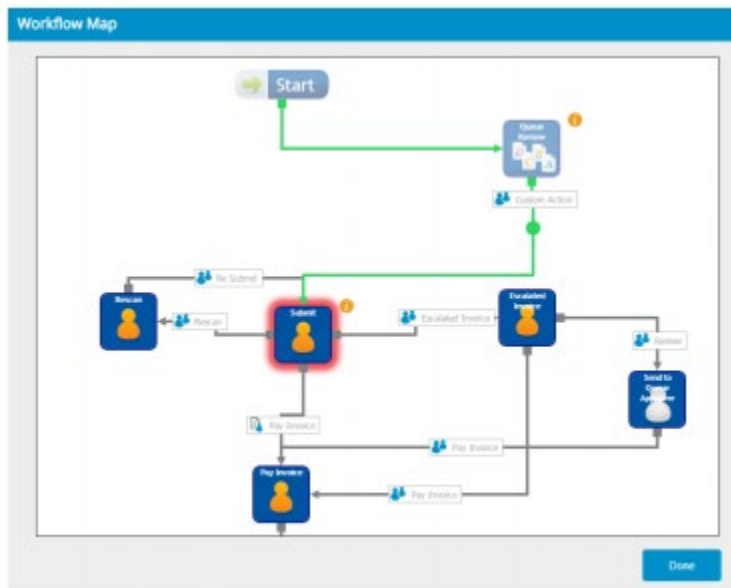 Workflow Map
Start
Queue
Review
Custom Action
Re Submit
Rescan
Submit
Escalated
Invoice
Rescan
Escalated Invoice
Review
Send to
Queue
Pay Invoice
Pay Invoice
Pay Invoice
Pay Invoice
Done